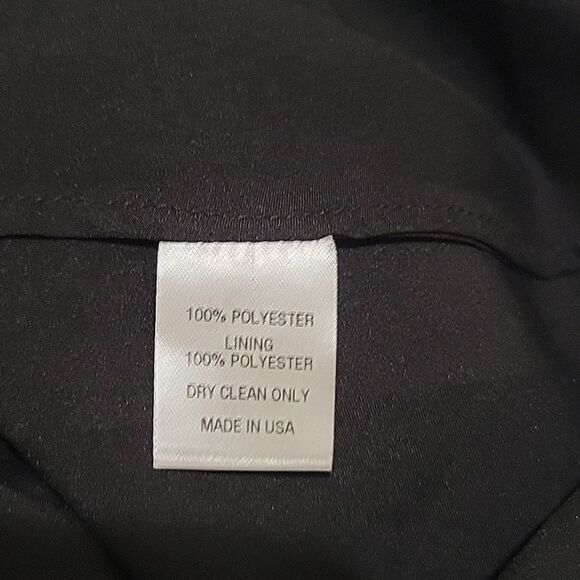 100% POLYESTER
LINING
100% POLYESTER
DRY CLEAN ONLY
MADE IN USA